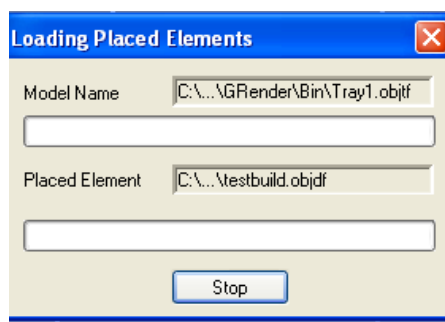 Loading Placed Elements
Model Name C:\...\GRender\Bin\Tray1.objtf
Placed Element C:\...\testbuild.objdf
Stop